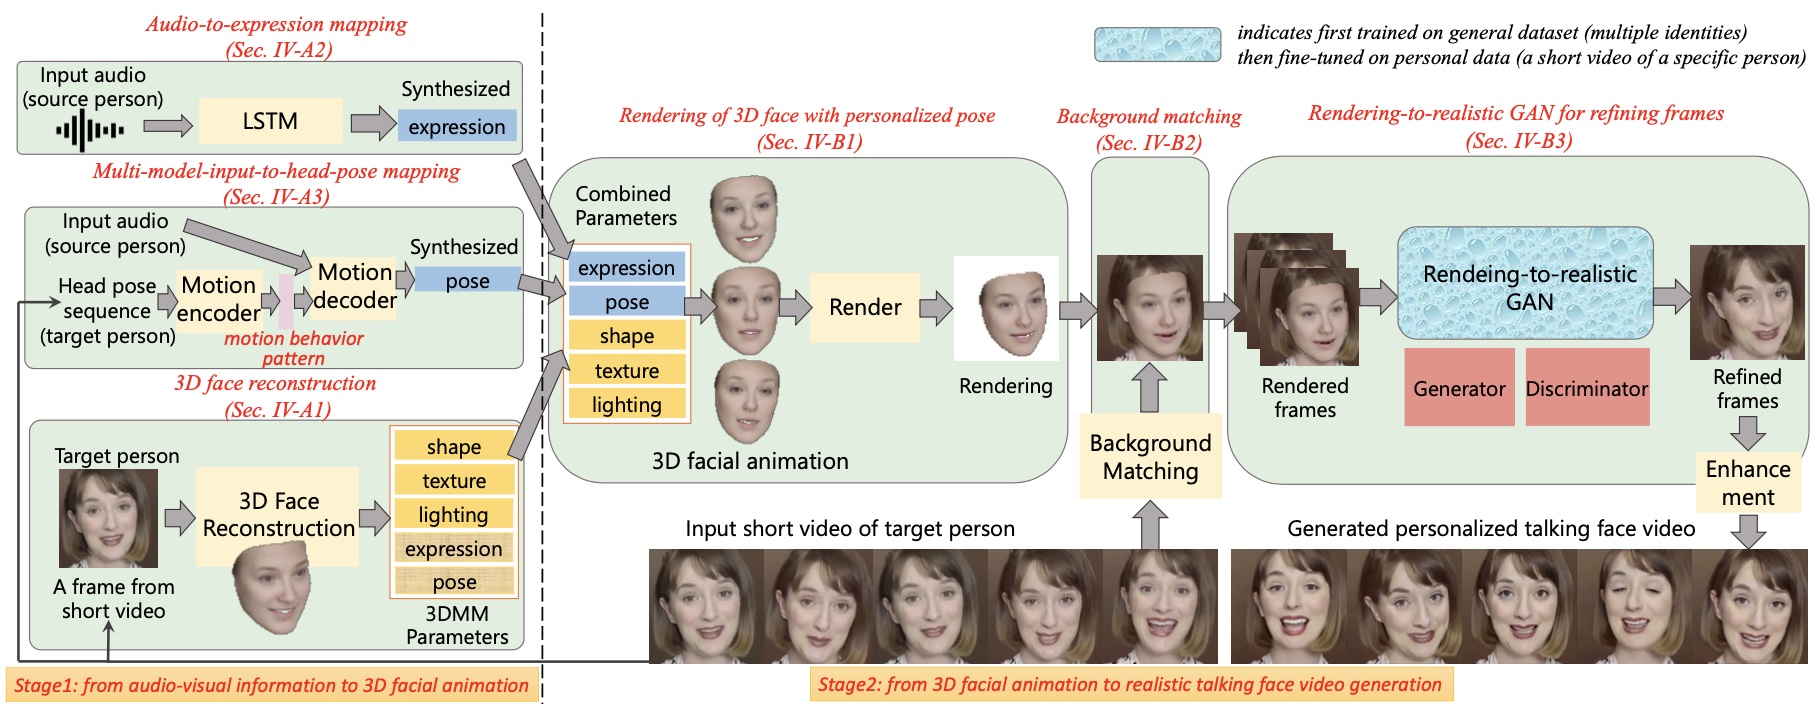 Audio-to-expression mapping
(Sec. IV-A2)
Input audio
(source person)
LSTM
Synthesized
expression
Multi-model-input-to-head-pose mapping
(Sec. IV-A3)
Input audio
(source person)
Head pose
sequence
(target person)
Motion
encoder
motion behavior
pattern
Motion
decoder
Synthesized
pose
3D face reconstruction
(Sec. IV-A1)
Target person
A frame from
short video
3D Face
Reconstruction
shape
texture
lighting
expression
pose
3DMM
Parameters
Stage1: from audio-visual information to 3D facial animation
indicates first trained on general dataset (multiple identities)
then fine-tuned on personal data (a short video of a specific person)
Rendering of 3D face with personalized pose
(Sec. IV-B1)
Combined
Parameters
expression
pose
shape
texture
lighting
3D facial animation
Render
Rendering
Background matching
(Sec. IV-B2)
Background
Matching
Rendering-to-realistic GAN for refining frames
(Sec. IV-B3)
Rendered
frames
Rendeing-to-realistic
GAN
Generator
Discriminator
Refined
frames
Enhance
ment
Input short video of target person
Generated personalized talking face video
Stage2: from 3D facial animation to realistic talking face video generation